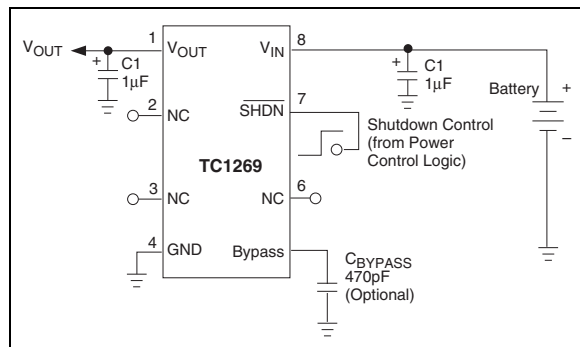 1
VOUT
C1
1µF
2
NC
3
NC
4
GND
VOUT
TC1269
VIN
8
C1
1µF
Battery
+
–
7
SHDN
Shutdown Control
(from Power
Control Logic)
NC
6
Bypass
CBYPASS
470pF
(Optional)
+
+